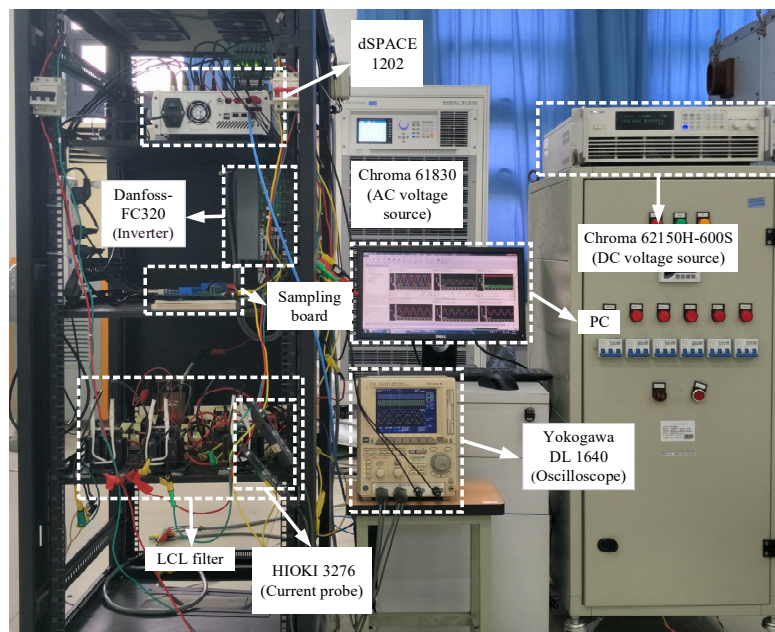 dSPACE
1202
Chroma 61830
(AC voltage
source)
Danfoss-
FC320
(Inverter)
Chroma 62150H-600S
(DC voltage source)
Sampling
board
PC
DELL
Yokogawa
DL 1640
(Oscilloscope)
LCL filter
HIOKI 3276
(Current probe)